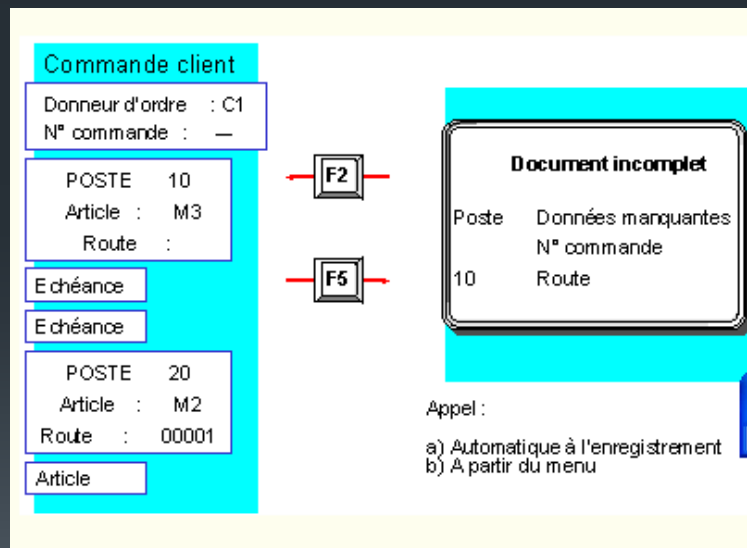 Commande client
Donneur d'ordre : C1
N° commande : —
POSTE 10
Article : M3
Route :
Echéance
Echéance
POSTE 20
Article : M2
Route : 00001
Article
F2
F5
Document incomplet
Poste Données manquantes
N° commande
10 Route
Appel :
a) Automatique à l'enregistrement
b) A partir du menu